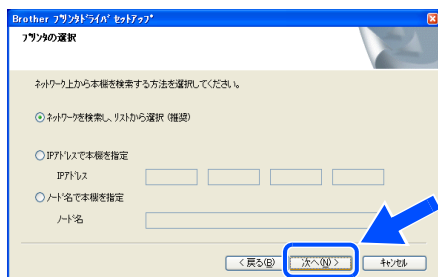 Brother ﾌﾟﾘﾝﾀﾄﾞﾗｲﾊﾞ ｾｯﾄｱｯﾌﾟ
ﾌﾟﾘﾝﾀの選択
ﾈｯﾄﾜｰｸ上から本機を検索する方法を選択してください。
ﾈｯﾄﾜｰｸを検索し、ﾘｽﾄから選択 (推奨)
IPｱﾄﾞﾚｽで本機を指定
IPｱﾄﾞﾚｽ
ﾉｰﾄﾞ名で本機を指定
ﾉｰﾄﾞ名
< 戻る(B) 次へ(N) > ｷｬﾝｾﾙ